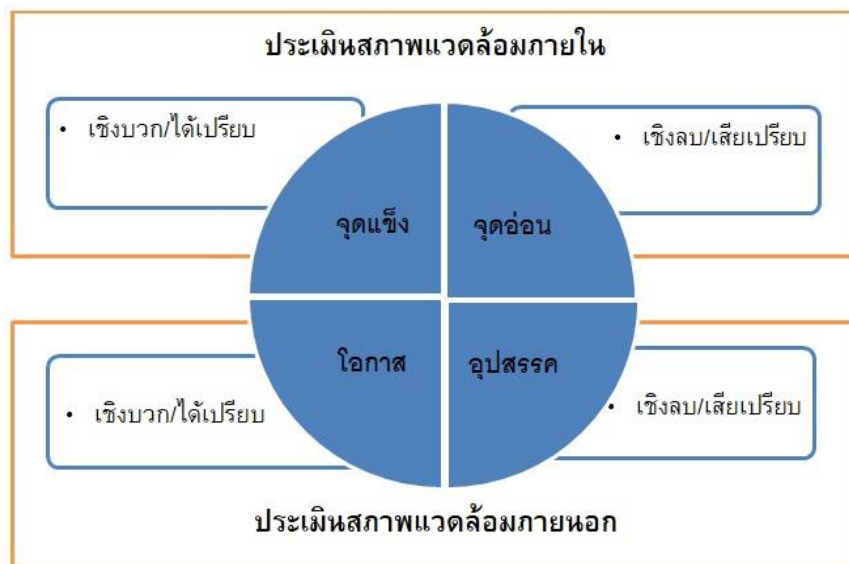 ประเมินสภาพแวดล้อมภายใน
• เชิงบวก/ได้เปรียบ
• เชิงลบ/เสียเปรียบ
จุดแข็ง
จุดอ่อน
โอกาส
อุปสรรค
• เชิงบวก/ได้เปรียบ
• เชิงลบ/เสียเปรียบ
ประเมินสภาพแวดล้อมภายนอก